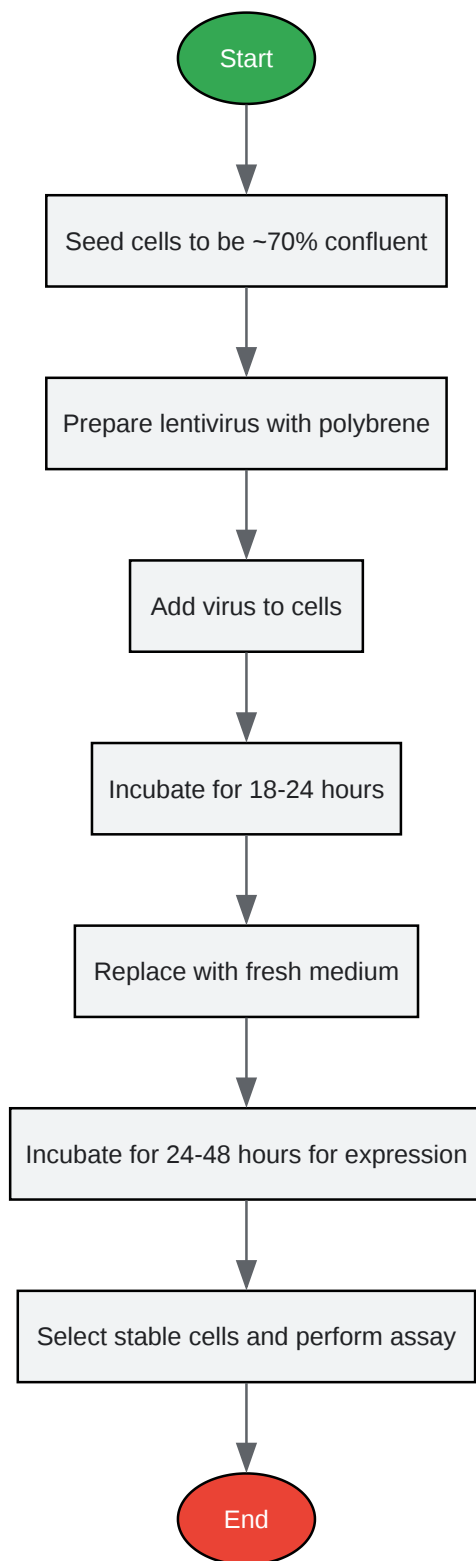 Start
Seed cells to be ~70% confluent
Prepare lentivirus with polybrene
Add virus to cells
Incubate for 18-24 hours
Replace with fresh medium
Incubate for 24-48 hours for expression
Select stable cells and perform assay
End